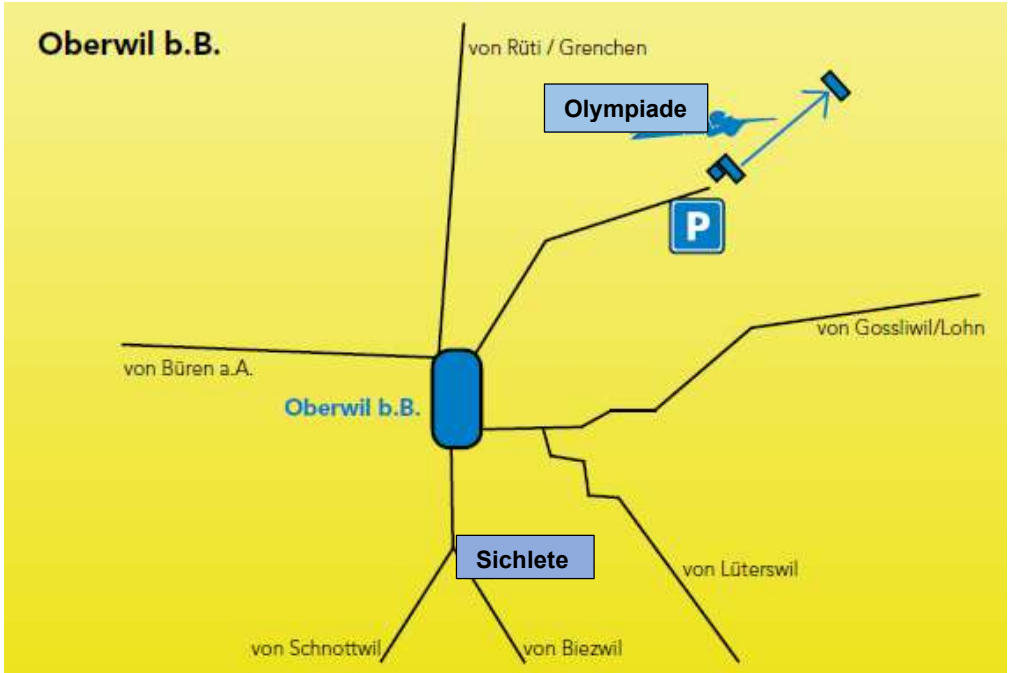 Oberwil b.B.
von Rüti / Grenchen
Olympiade
P
von Gossliwil/Lohn
von Büren a.A.
Oberwil b.B.
Sichlete
von Lüterswil
von Schnottwil
von Biezwil